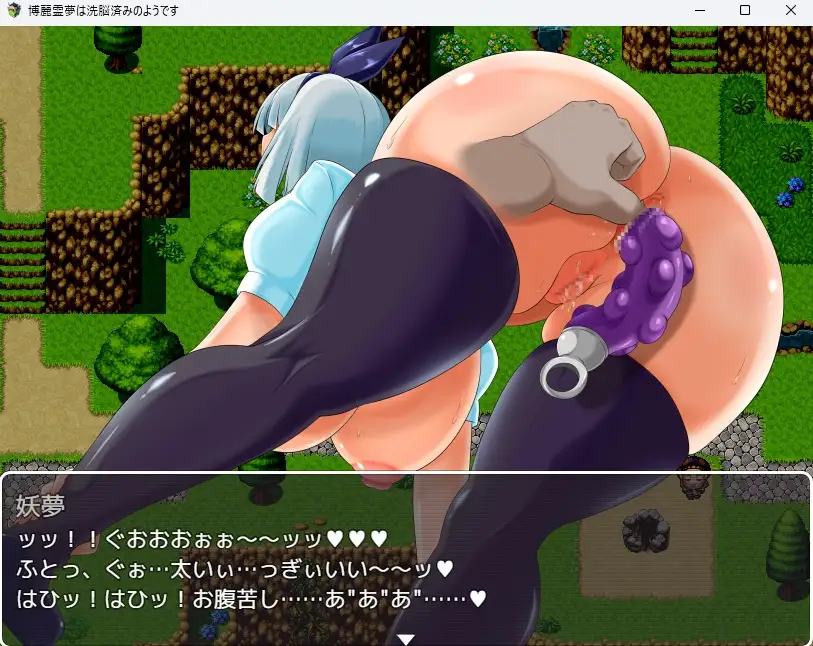 博麗霊夢は洗脳済みのようです
妖夢
ッッ！！ぐおおおぉぉ～～ッッ♥♥♥
ふとっ、ぐぉ…太いぃ…っぎぃいい～～ッ♥
はひッ！はひッ！お腹苦し……あ"あ"あ"……♥